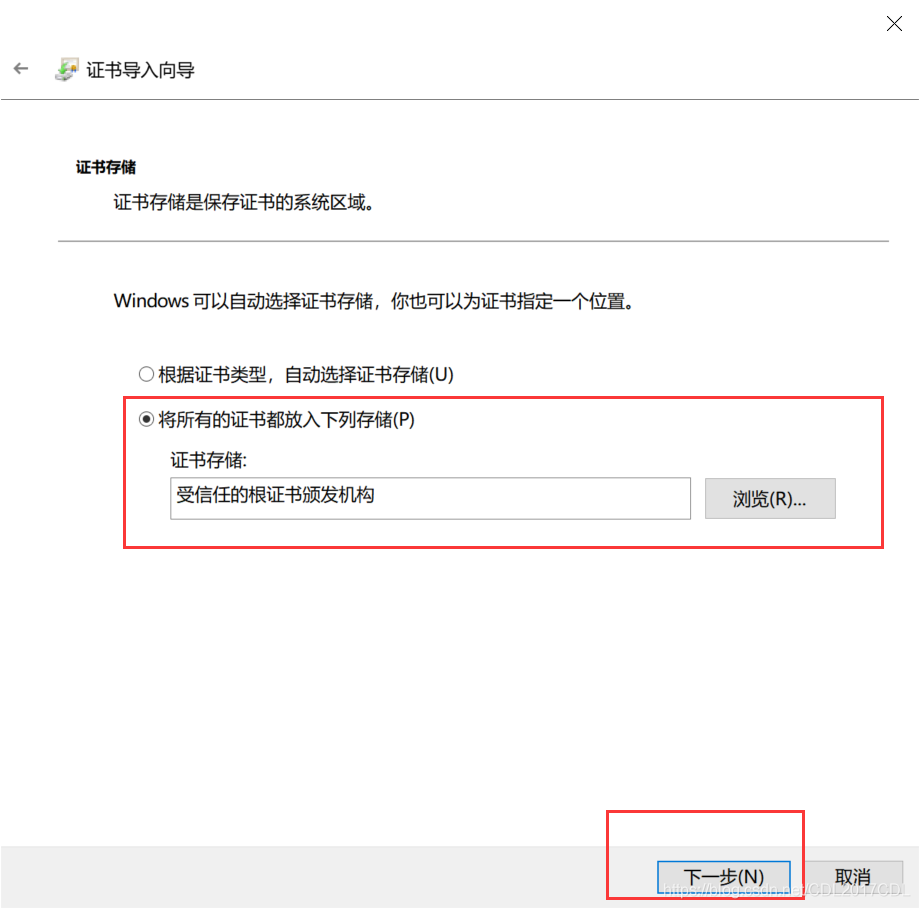 证书导入向导
证书存储
证书存储是保存证书的系统区域。
Windows 可以自动选择证书存储，你也可以为证书指定一个位置。
根据证书类型，自动选择证书存储(U)
将所有的证书都放入下列存储(P)
证书存储:
受信任的根证书颁发机构
浏览(R)...
下一步(N)
取消
https://blog.csdn.net/CDL2017CDL